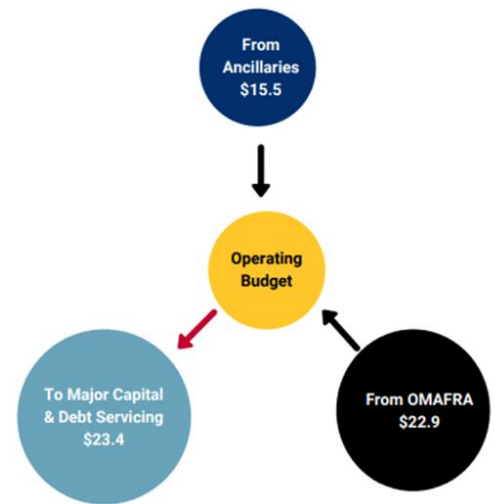 From
Ancillaries
$15.5
Operating
Budget
To Major Capital
& Debt Servicing
$23.4
From OMAFRA
$22.9